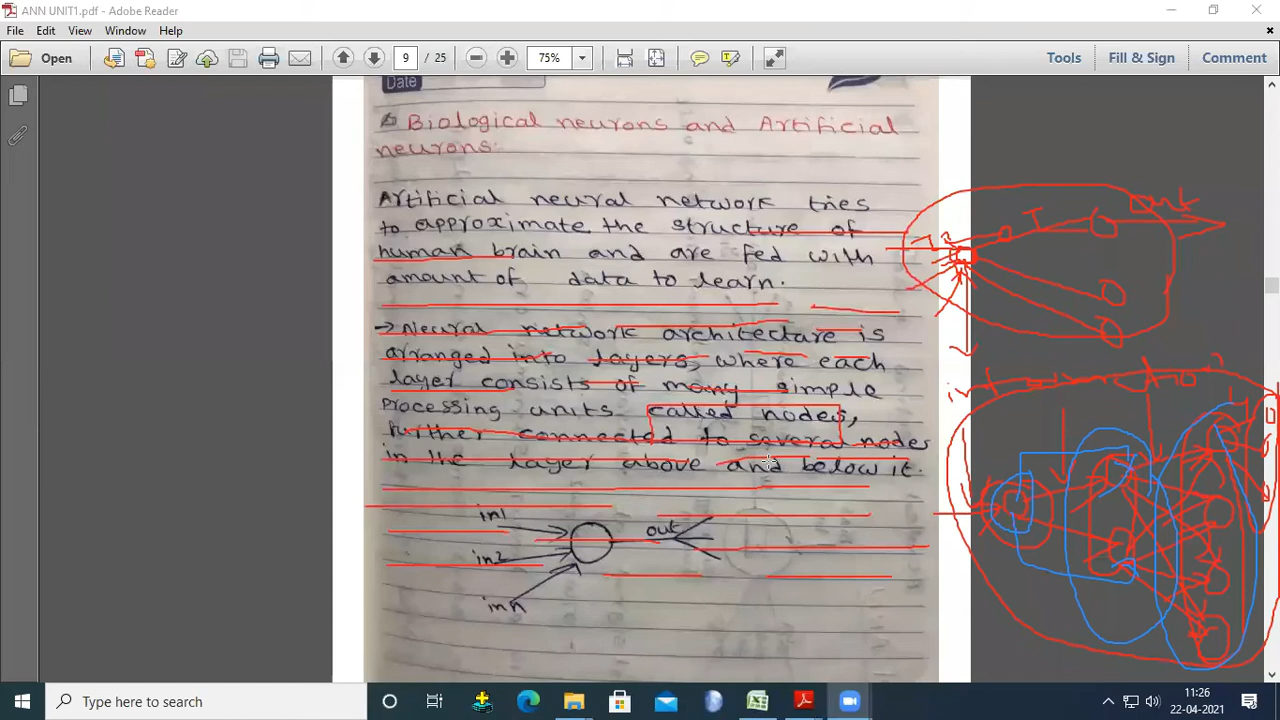 ANN UNIT1.pdf - Adobe Reader
File Edit View Window Help
Open 9 / 25 75% Tools Fill & Sign Comment
Date
Biological neurons and Artificial
neurons:
Artificial neural network tries
to approximate the structure of
human brain and are fed with
amount of data to learn.
→ Neural network architecture is
arranged into layers, where each
layer consists of many simple
processing units called nodes,
further connected to several nodes
in the layer above and below it.
in1
out
in2
inn
out
Type here to search
11:26
22-04-2021